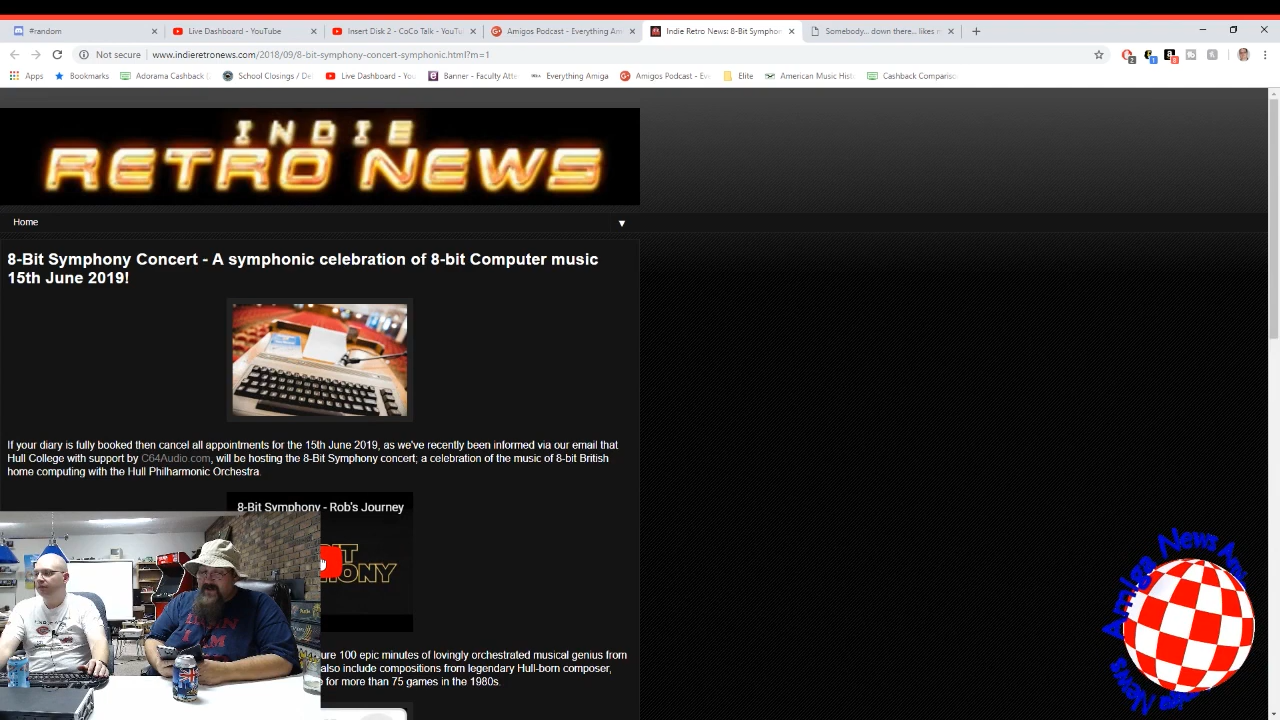 #random
Live Dashboard - YouTube
Insert Disk 2 - CoCo Talk - YouTu
Amigos Podcast - Everything Am
Indie Retro News: 8-Bit Symphon
Somebody... down there... likes m
Not secure
www.indieretronews.com/2018/09/8-bit-symphony-concert-symphonic.html?m=1
Apps
Bookmarks
Adorama Cashback (
School Closings / De
Live Dashboard - You
Banner - Faculty Atte
Everything Amiga
Amigos Podcast - Ev
Elite
American Music Hist
Cashback Compariso
INDIE
RETRO NEWS
Home
8-Bit Symphony Concert - A symphonic celebration of 8-bit Computer music
15th June 2019!
If your diary is fully booked then cancel all appointments for the 15th June 2019, as we've recently been informed via our email that
Hull College with support by C64Audio.com, will be hosting the 8-Bit Symphony concert; a celebration of the music of 8-bit British
home computing with the Hull Philharmonic Orchestra.
8-Bit Symphony - Rob's Journey
ure 100 epic minutes of lovingly orchestrated musical genius from
also include compositions from legendary Hull-born composer,
for more than 75 games in the 1980s.
Amiga News